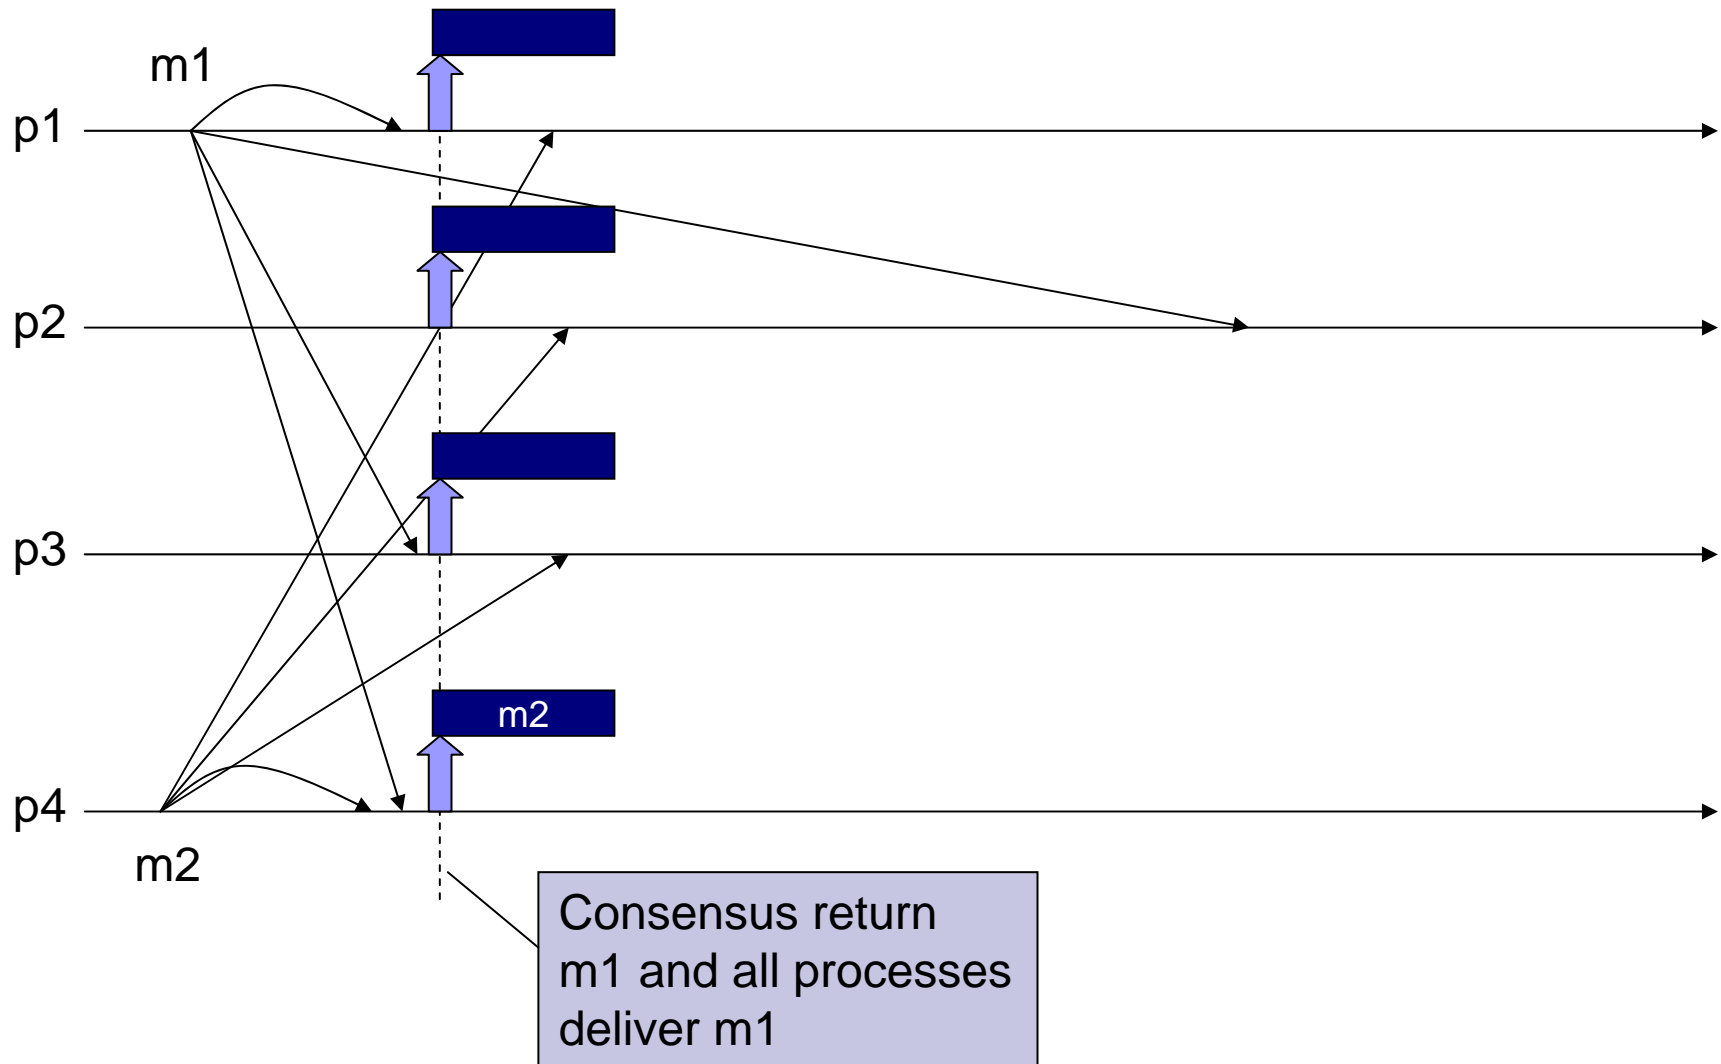 m1
p1
p2
p3
m2
p4
m2
Consensus return
m1 and all processes
deliver m1